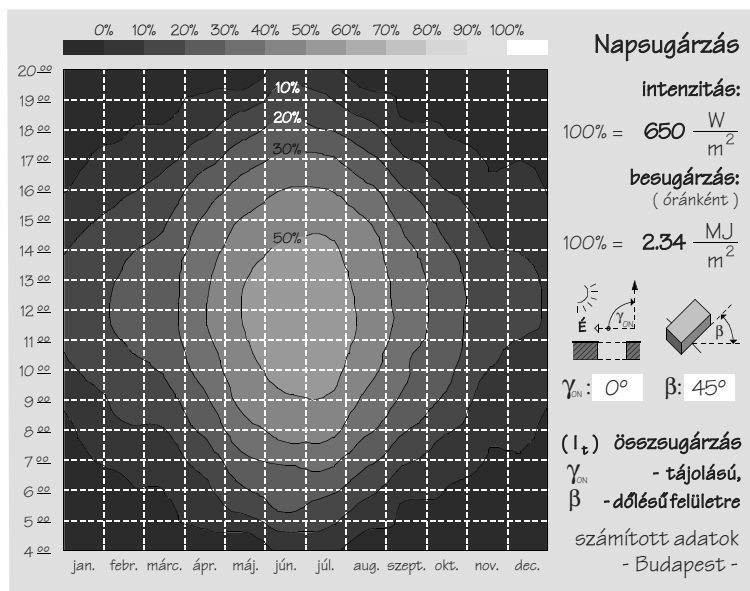 0% 10% 20% 30% 40% 50% 60% 70% 80% 90% 100%
20 00
19 00
18 00
17 00
16 00
15 00
14 00
13 00
12 00
11 00
10 00
9 00
8 00
7 00
6 00
5 00
4 00
10%
20%
30%
50%
jan. febr. márc. ápr. máj. jún. júl. aug. szept. okt. nov. dec.
Napsugárzás
intenzitás:
100% = 650 W
m²
besugárzás:
( óránként )
100% = 2.34 MJ
m²
É γON β
γON : 0° β: 45°
(It) összsugárzás
γON - tájolású,
β - dőlésű felületre
számított adatok
- Budapest -